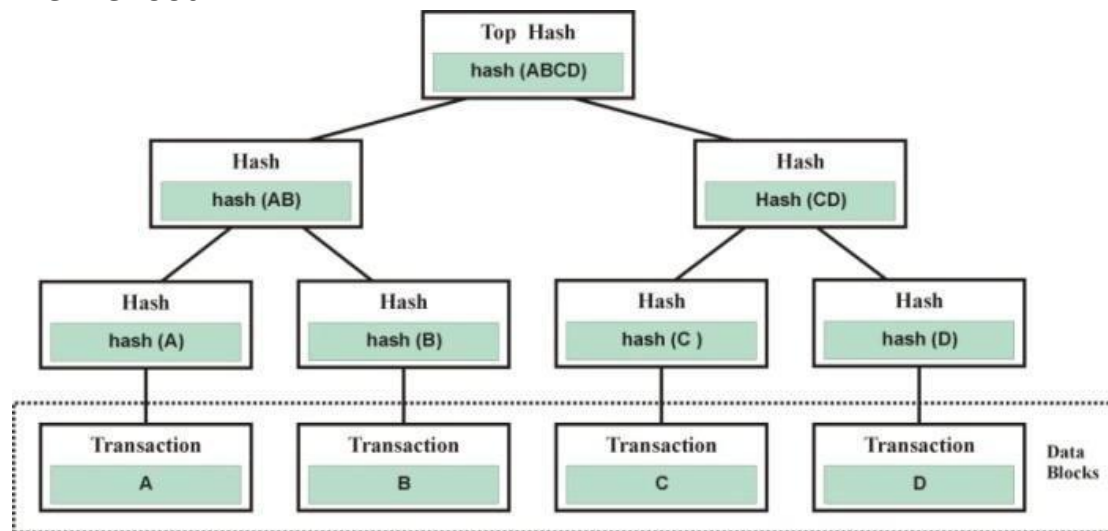 Top Hash
hash (ABCD)
Hash
hash (AB)
Hash
Hash (CD)
Hash
hash (A)
Hash
hash (B)
Hash
hash (C )
Hash
hash (D)
Transaction
A
Transaction
B
Transaction
C
Transaction
D
Data
Blocks